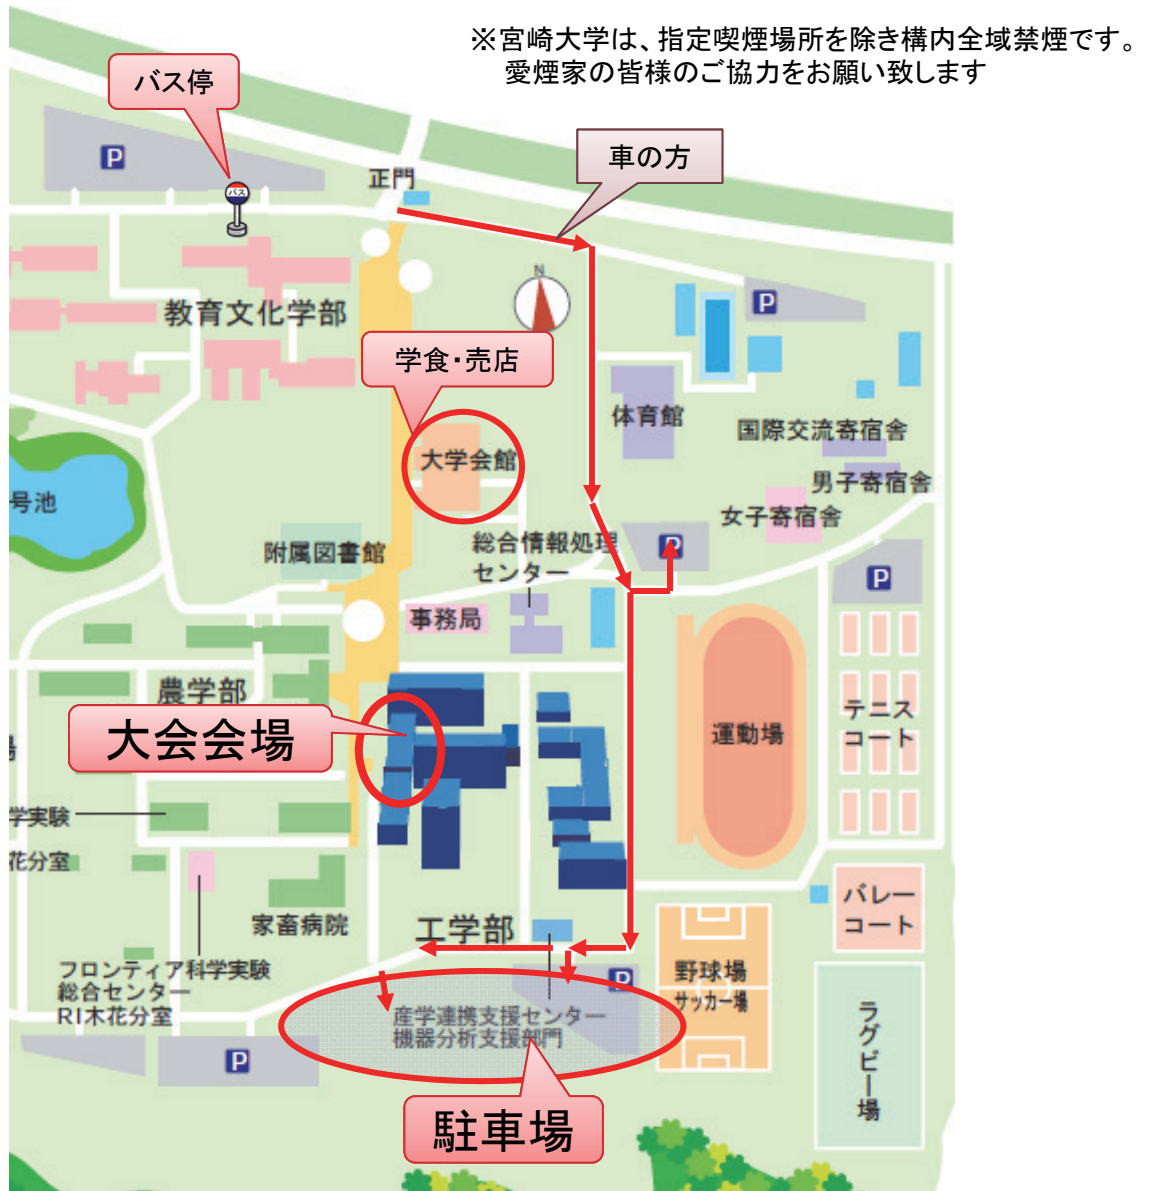 ※宮崎大学は、指定喫煙場所を除き構内全域禁煙です。
愛煙家の皆様のご協力をお願い致します
バス停
P
バス
正門
車の方
N
P
教育文化学部
学食・売店
体育館
大学会館
国際交流寄宿舎
男子寄宿舎
女子寄宿舎
号池
附属図書館
総合情報処理
センター
P
P
事務局
農学部
大会会場
運動場
テニス
コート
学実験
花分室
家畜病院
工学部
バレー
コート
フロンティア科学実験
総合センター
RI木花分室
P
野球場
サッカー場
産学連携支援センター
機器分析支援部門
P
ラグビー場
駐車場